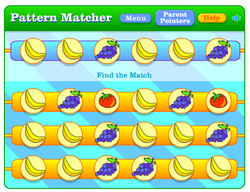 Pattern Matcher
Menu
Parent
Pointers
Help
Find the Match